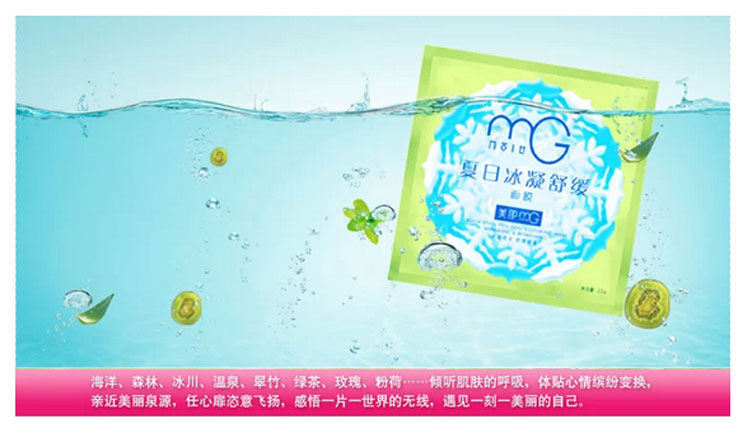 MG
夏日冰凝舒缓
面膜
美即MG
海洋、森林、冰川、温泉、翠竹、绿茶、玫瑰、粉荷……倾听肌肤的呼吸，体贴心情缤纷变换，
亲近美丽泉源，任心扉恣意飞扬，感悟一片一世界的无线，遇见一刻一美丽的自己。